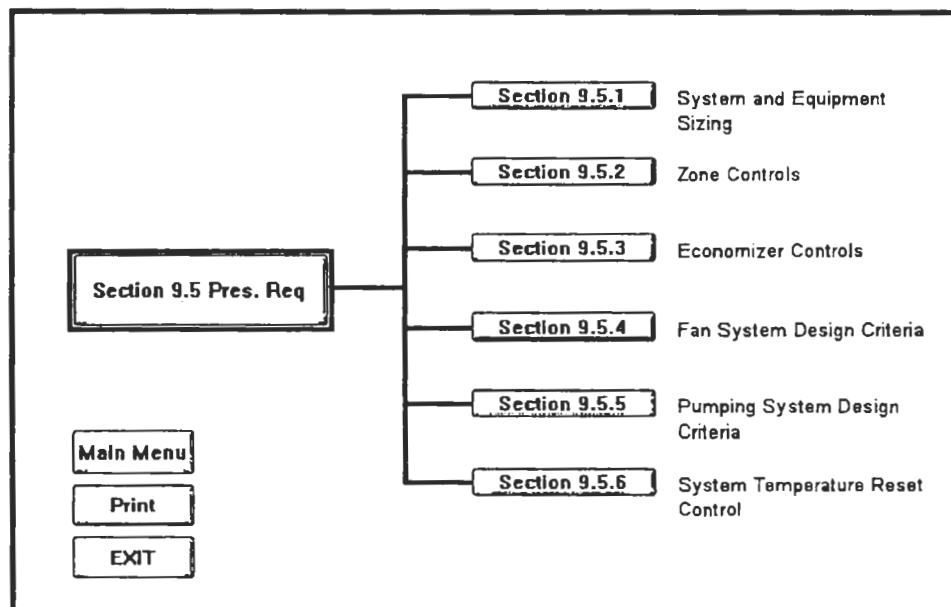 Section 9.5.1
System and Equipment
Sizing
Section 9.5.2
Zone Controls
Section 9.5.3
Economizer Controls
Section 9.5 Pres. Req
Section 9.5.4
Fan System Design Criteria
Section 9.5.5
Pumping System Design
Criteria
Section 9.5.6
System Temperature Reset
Control
Main Menu
Print
EXIT